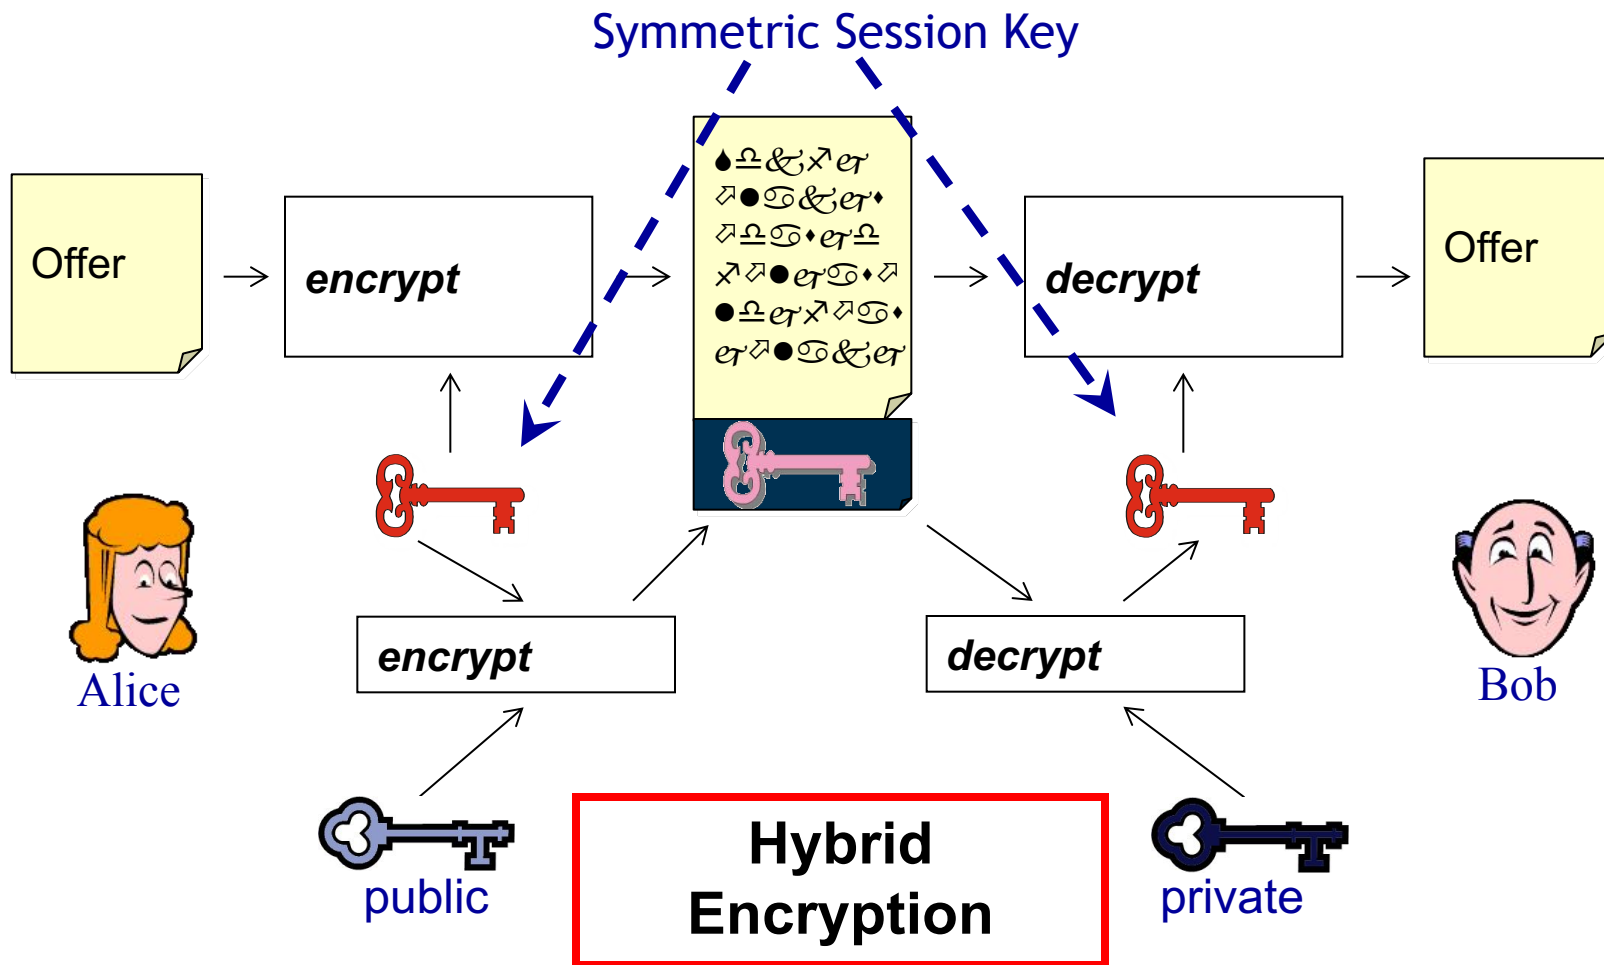 Symmetric Session Key
Offer
encrypt
decrypt
Offer
encrypt
decrypt
Alice
Bob
public
private
Hybrid
Encryption